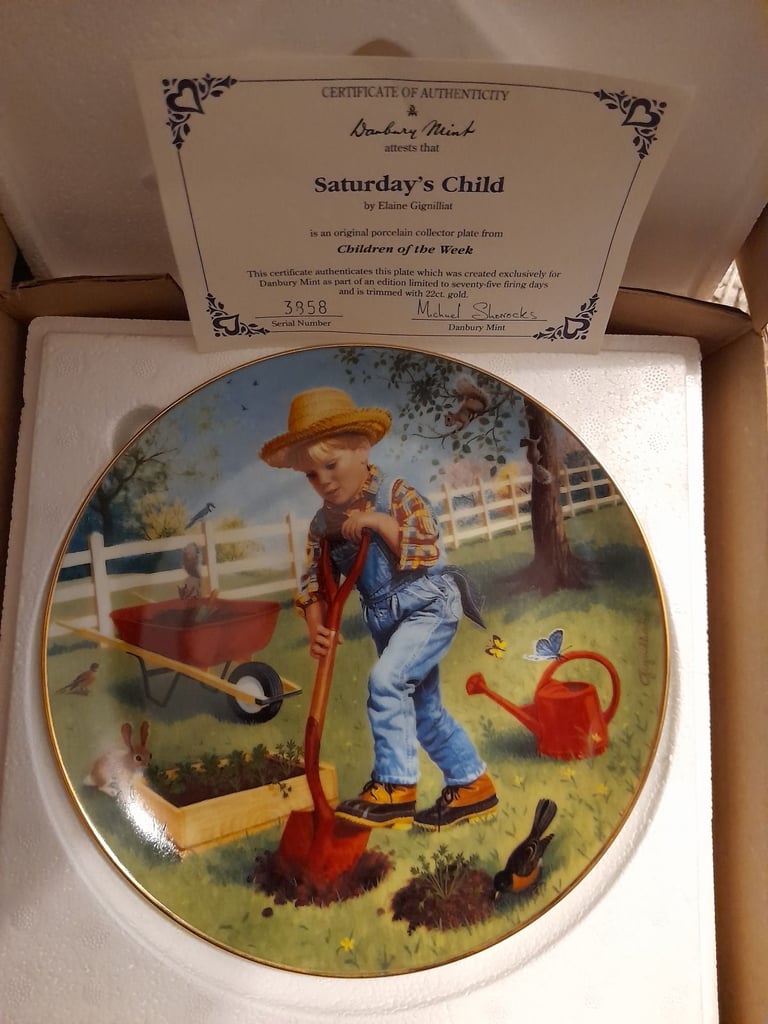 CERTIFICATE OF AUTHENTICITY
Danbury Mint
attests that
Saturday's Child
by Elaine Gignilliat
is an original porcelain collector plate from
Children of the Week
This certificate authenticates this plate which was created exclusively for
Danbury Mint as part of an edition limited to seventy-five firing days
and is trimmed with 22ct. gold.
3858 Michael Shorrocks
Serial Number Danbury Mint